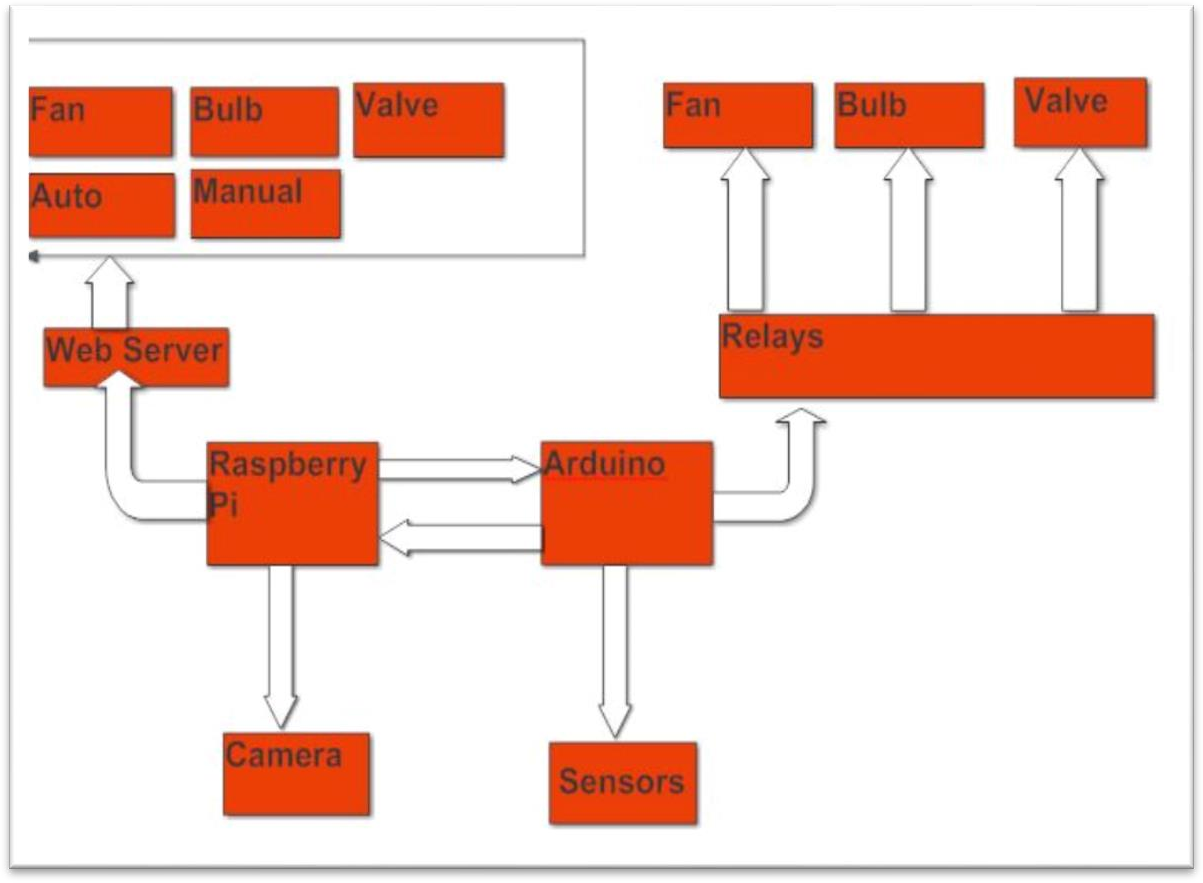 Fan
Bulb
Valve
Auto
Manual
Fan
Bulb
Valve
Web Server
Relays
Raspberry
Pi
Arduino
Camera
Sensors